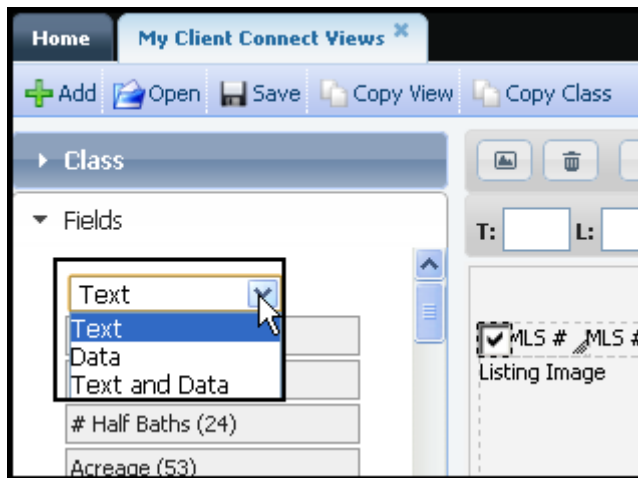 Home
My Client Connect Views
Add Open Save Copy View Copy Class
Class
Fields
T: L:
Text
Text
Data
Text and Data
# Half Baths (24)
Acreage (53)
MLS # MLS #
Listing Image